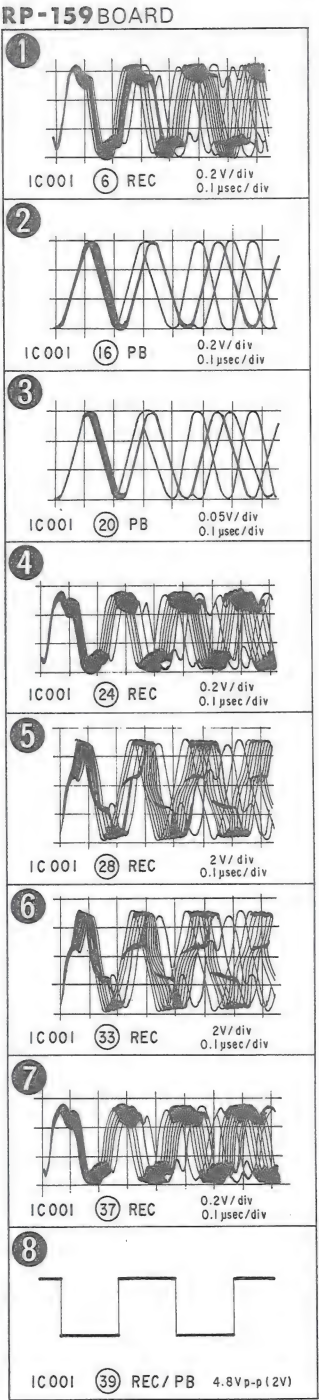 RP-159 BOARD
1
IC001 6 REC 0.2V/div
0.1μsec/div
2
IC001 16 PB 0.2V/div
0.1μsec/div
3
IC001 20 PB 0.05V/div
0.1μsec/div
4
IC001 24 REC 0.2V/div
0.1μsec/div
5
IC001 28 REC 2V/div
0.1μsec/div
6
IC001 33 REC 2V/div
0.1μsec/div
7
IC001 37 REC 0.2V/div
0.1μsec/div
8
IC001 39 REC/PB 4.8Vp-p(2V)